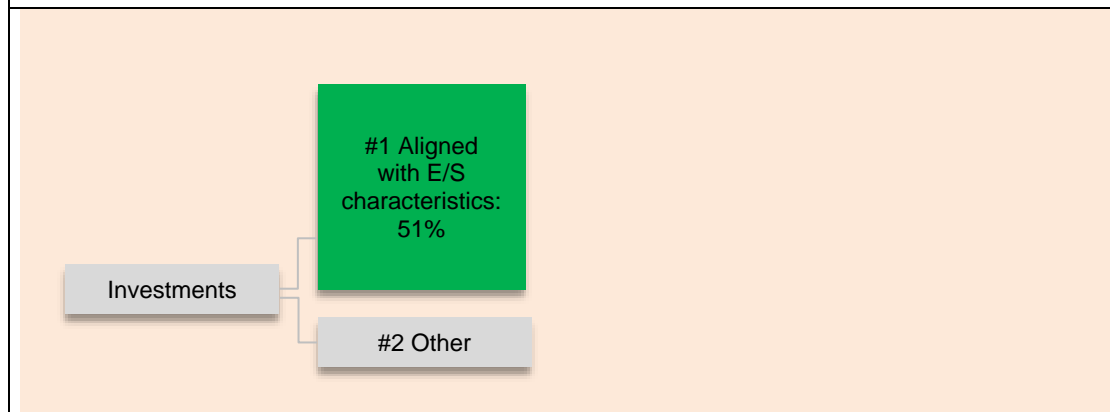 #1 Aligned
with E/S
characteristics:
51%
Investments
#2 Other